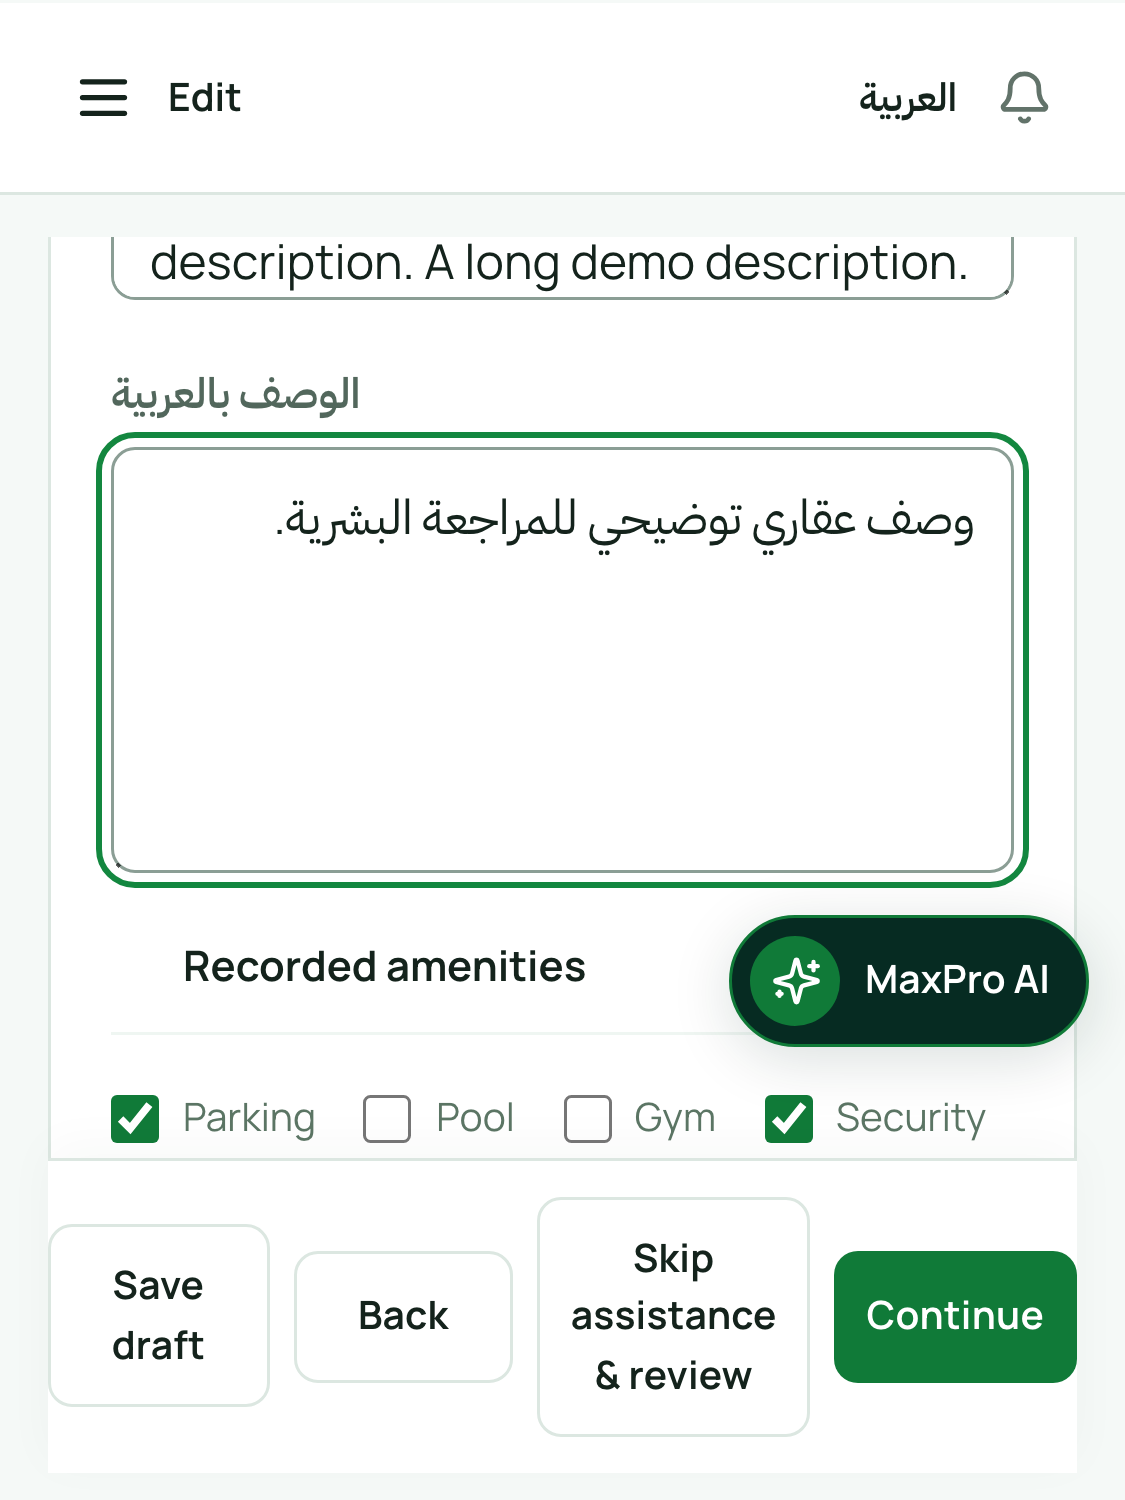 Edit
العربية
description. A long demo description.
الوصف بالعربية
وصف عقاري توضيحي للمراجعة البشرية.
Recorded amenities
MaxPro AI
Parking
Pool
Gym
Security
Save
draft
Back
Skip
assistance
& review
Continue